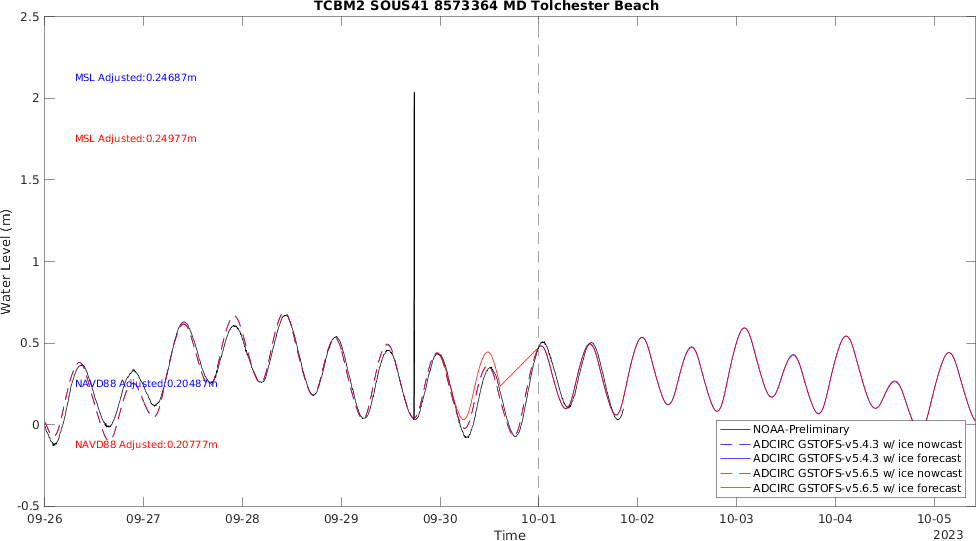 TCBM2 SOUS41 8573364 MD Tolchester Beach
2.5
2
1.5
1
0.5
0
-0.5
Water Level (m)
MSL Adjusted:0.24687m
MSL Adjusted:0.24977m
NAVD88 Adjusted:0.20487m
NAVD88 Adjusted:0.20777m
NOAA-Preliminary
ADCIRC GSTOFS-v5.4.3 w/ ice nowcast
ADCIRC GSTOFS-v5.4.3 w/ ice forecast
ADCIRC GSTOFS-v5.6.5 w/ ice nowcast
ADCIRC GSTOFS-v5.6.5 w/ ice forecast
09-26 09-27 09-28 09-29 09-30 10-01 10-02 10-03 10-04 10-05
2023
Time